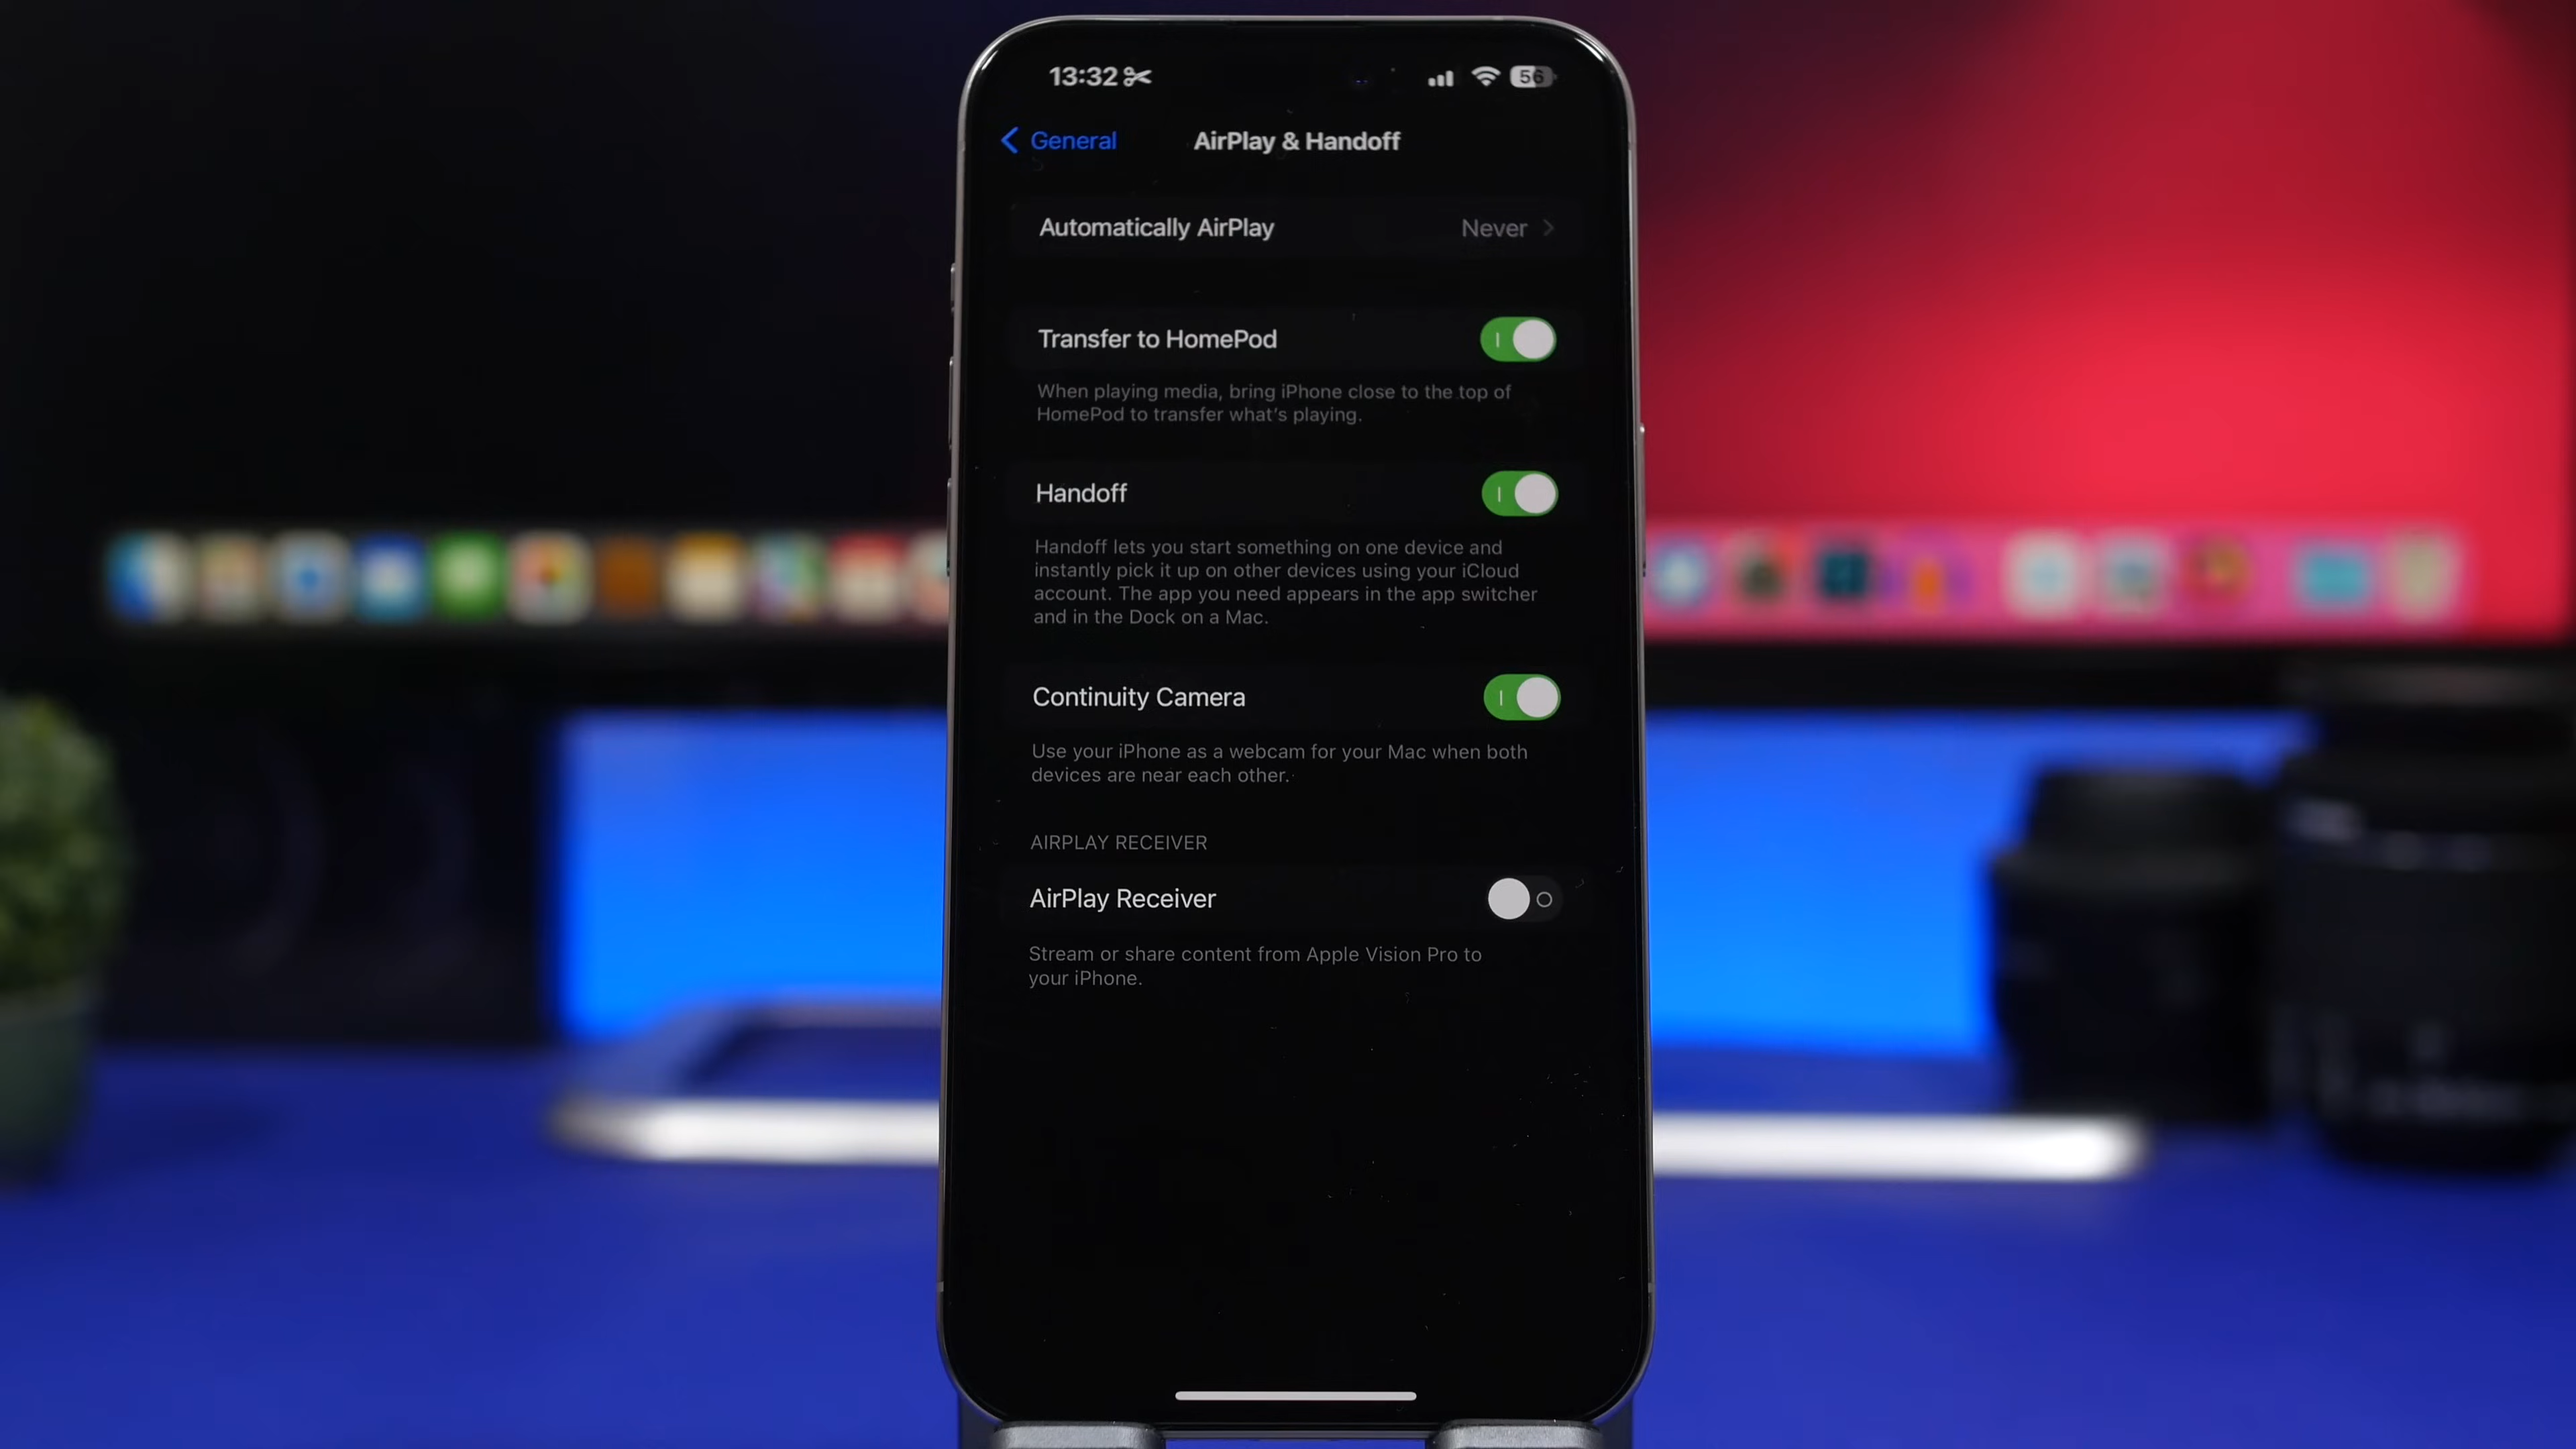 13:32
56
General
AirPlay & Handoff
Automatically AirPlay
Never
Transfer to HomePod
When playing media, bring iPhone close to the top of
HomePod to transfer what's playing.
Handoff
Handoff lets you start something on one device and
instantly pick it up on other devices using your iCloud
account. The app you need appears in the app switcher
and in the Dock on a Mac.
Continuity Camera
Use your iPhone as a webcam for your Mac when both
devices are near each other.
AIRPLAY RECEIVER
AirPlay Receiver
Stream or share content from Apple Vision Pro to
your iPhone.